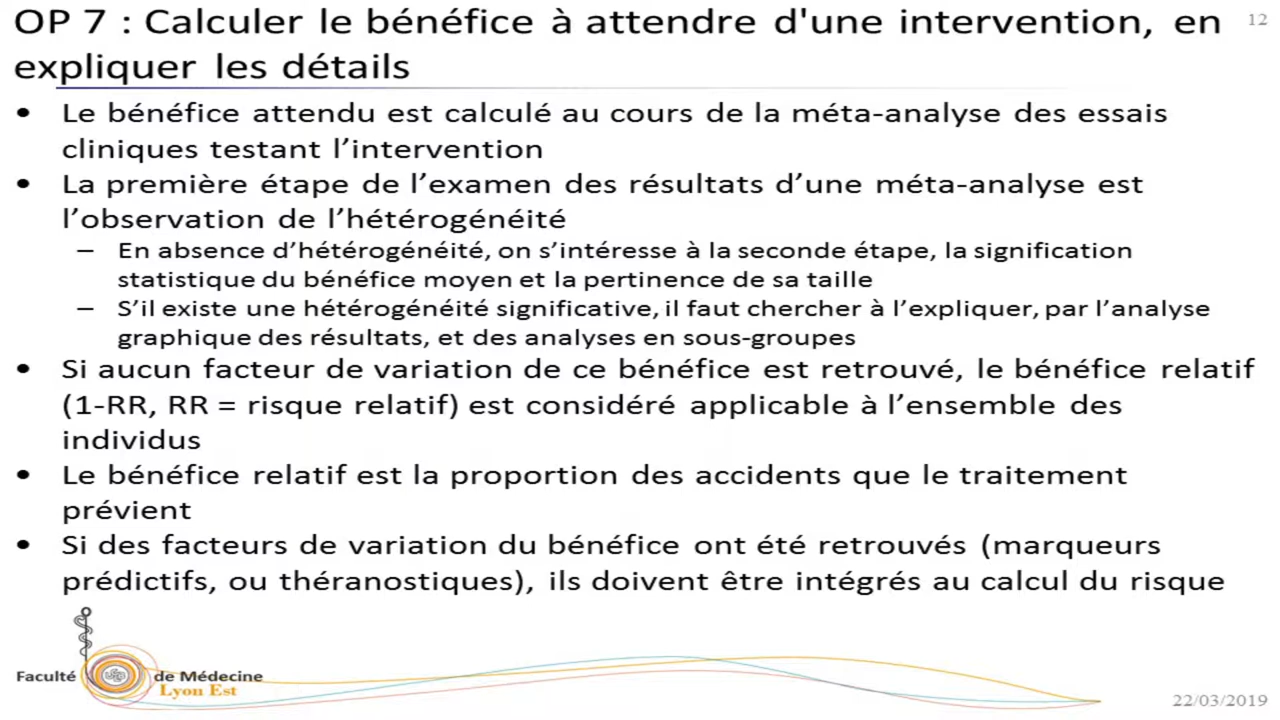 OP 7 : Calculer le bénéfice à attendre d'une intervention, en
12
expliquer les détails
• Le bénéfice attendu est calculé au cours de la méta-analyse des essais
cliniques testant l’intervention
• La première étape de l’examen des résultats d’une méta-analyse est
l’observation de l’hétérogénéité
– En absence d’hétérogénéité, on s’intéresse à la seconde étape, la signification
statistique du bénéfice moyen et la pertinence de sa taille
– S’il existe une hétérogénéité significative, il faut chercher à l’expliquer, par l’analyse
graphique des résultats, et des analyses en sous-groupes
• Si aucun facteur de variation de ce bénéfice est retrouvé, le bénéfice relatif
(1-RR, RR = risque relatif) est considéré applicable à l’ensemble des
individus
• Le bénéfice relatif est la proportion des accidents que le traitement
prévient
• Si des facteurs de variation du bénéfice ont été retrouvés (marqueurs
prédictifs, ou théranostiques), ils doivent être intégrés au calcul du risque
Faculté de Médecine
Lyon Est
22/03/2019